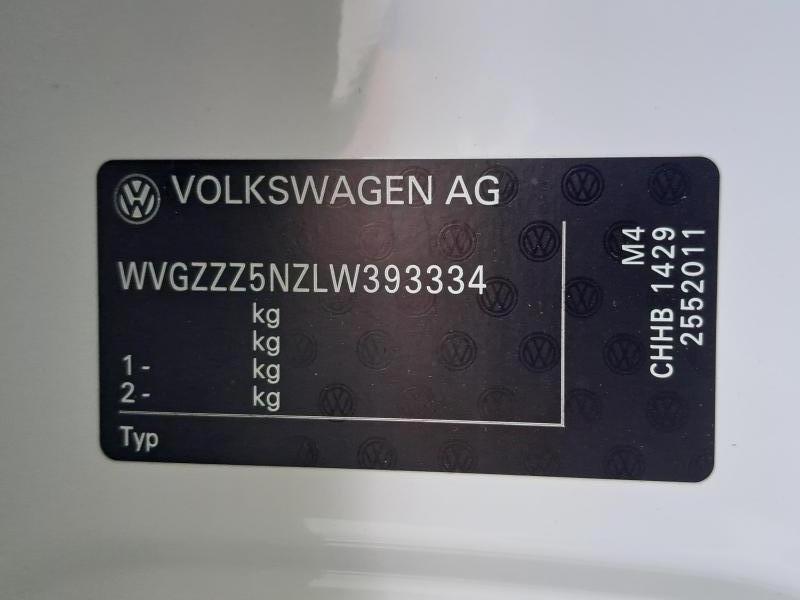 VOLKSWAGEN AG
WVGZZZ5NZLW393334
kg
kg
1 - kg
2 - kg
Typ
M4
CHHB 1429
2552011